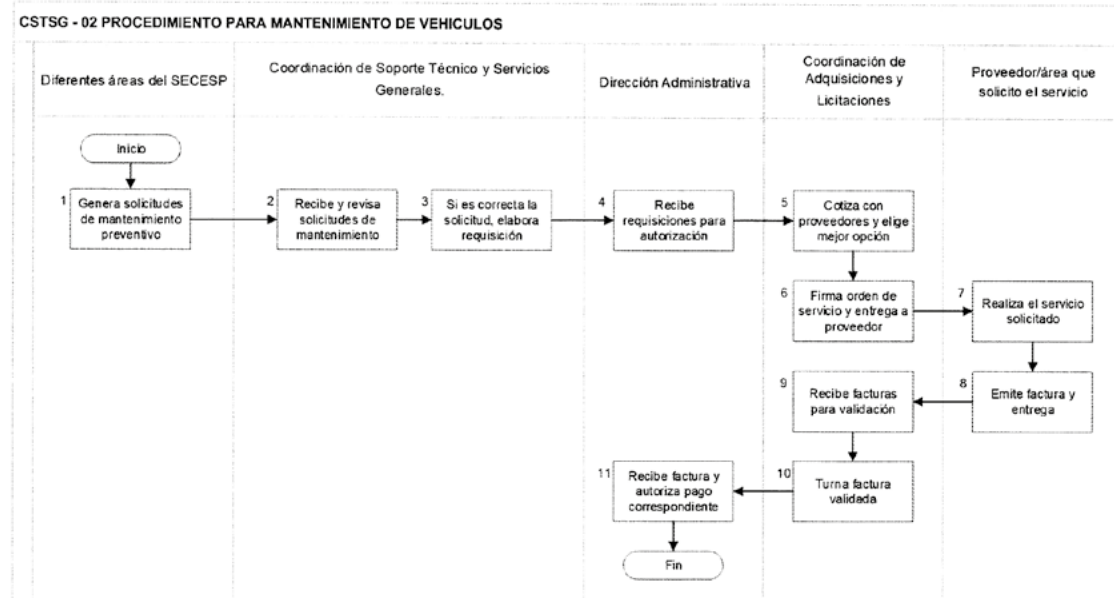 CSTSG - 02 PROCEDIMIENTO PARA MANTENIMIENTO DE VEHICULOS
Diferentes áreas del SECESP
Coordinación de Soporte Técnico y Servicios
Generales.
Dirección Administrativa
Coordinación de
Adquisiciones y
Licitaciones
Proveedor/área que
solicito el servicio
Inicio
1
Genera solicitudes
de mantenimiento
preventivo
2
Recibe y revisa
solicitudes de
mantenimiento
3
Si es correcta la
solicitud, elabora
requisición
4
Recibe
requisiciones para
autorización
5
Cotiza con
proveedores y elige
mejor opción
6
Firma orden de
servicio y entrega a
proveedor
7
Realiza el servicio
solicitado
8
Emite factura y
entrega
9
Recibe facturas
para validación
10
Turna factura
validada
11
Recibe factura y
autoriza pago
correspondiente
Fin